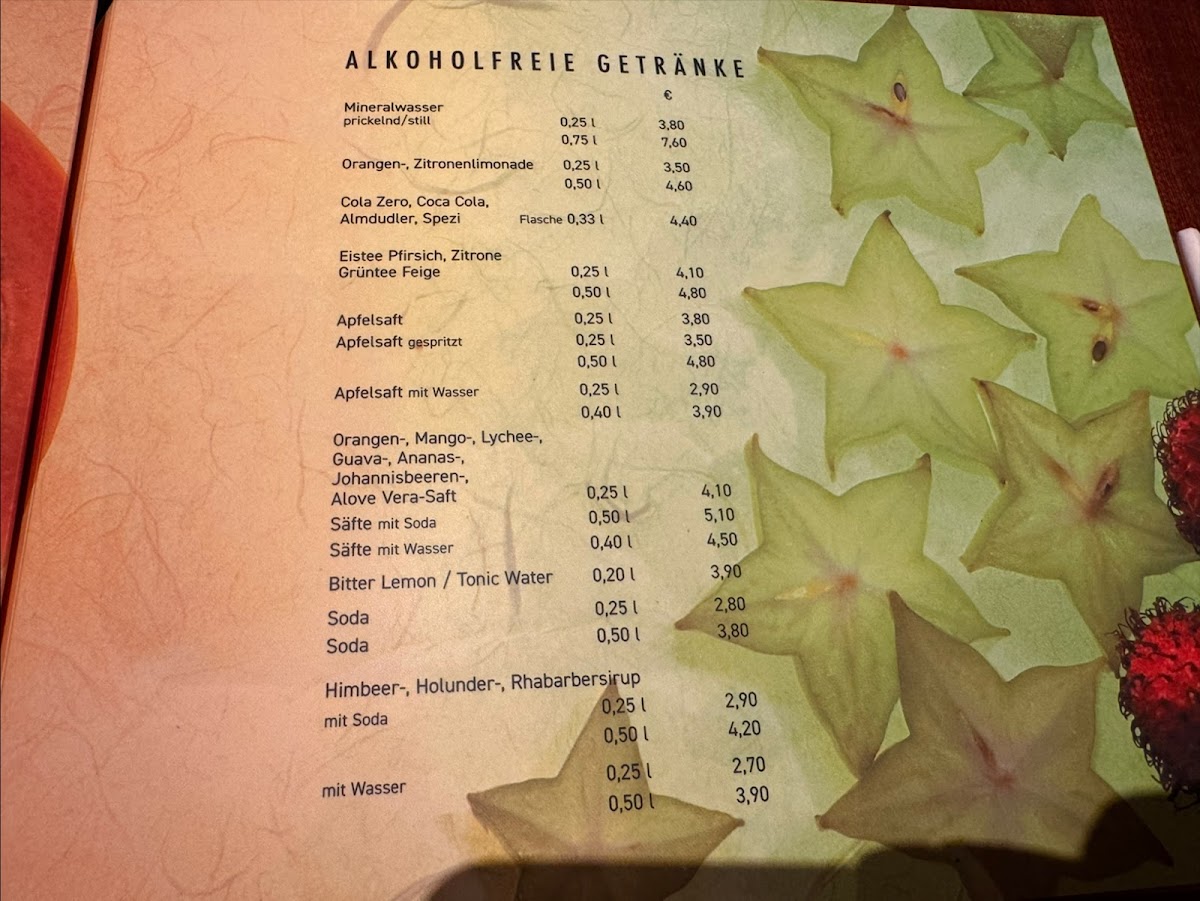 ALKOHOLFREIE GETRÄNKE
€
Mineralwasser
prickelnd/still 0,25 l 3,80
0,75 l 7,60
Orangen-, Zitronenlimonade 0,25 l 3,50
0,50 l 4,60
Cola Zero, Coca Cola,
Almdudler, Spezi Flasche 0,33 l 4,40
Eistee Pfirsich, Zitrone
Grüntee Feige 0,25 l 4,10
0,50 l 4,80
Apfelsaft 0,25 l 3,80
Apfelsaft gespritzt 0,25 l 3,50
0,50 l 4,80
Apfelsaft mit Wasser 0,25 l 2,90
0,40 l 3,90
Orangen-, Mango-, Lychee-,
Guava-, Ananas-,
Johannisbeeren-,
Alove Vera-Saft 0,25 l 4,10
Säfte mit Soda 0,50 l 5,10
Säfte mit Wasser 0,40 l 4,50
Bitter Lemon / Tonic Water 0,20 l 3,90
Soda 0,25 l 2,80
Soda 0,50 l 3,80
Himbeer-, Holunder-, Rhabarbersirup
mit Soda 0,25 l 2,90
0,50 l 4,20
mit Wasser 0,25 l 2,70
0,50 l 3,90